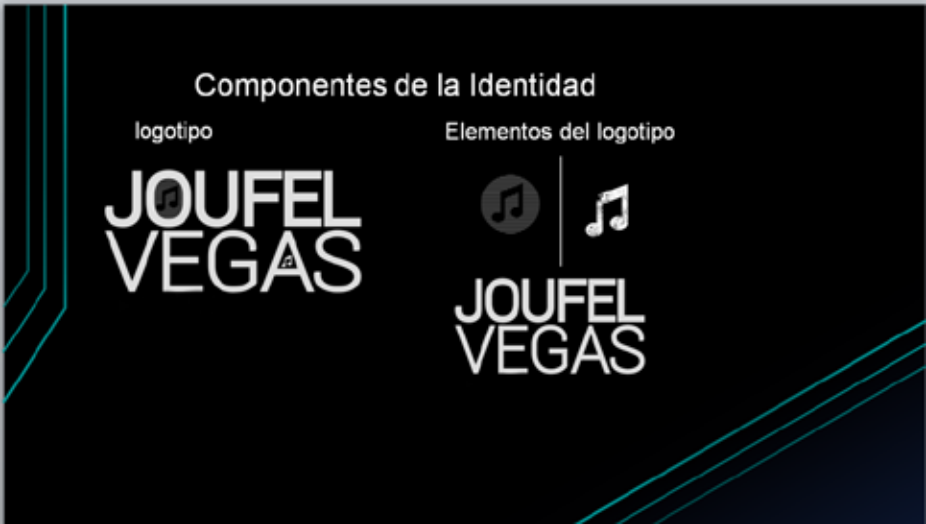 Componentes de la Identidad
logotipo
JOUFEL
VEGAS
Elementos del logotipo
JOUFEL
VEGAS